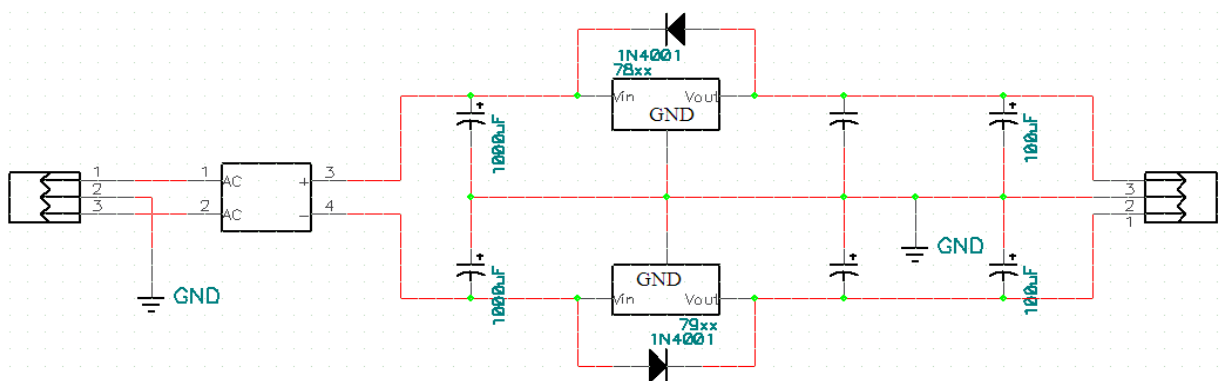 1N4001
78xx
Vin
Vout
GND
1000uF
100uF
1
2
3
1
2
AC
AC
+
-
3
4
GND
GND
3
2
1
1000uF
GND
Vin
Vout
100uF
79xx
1N4001